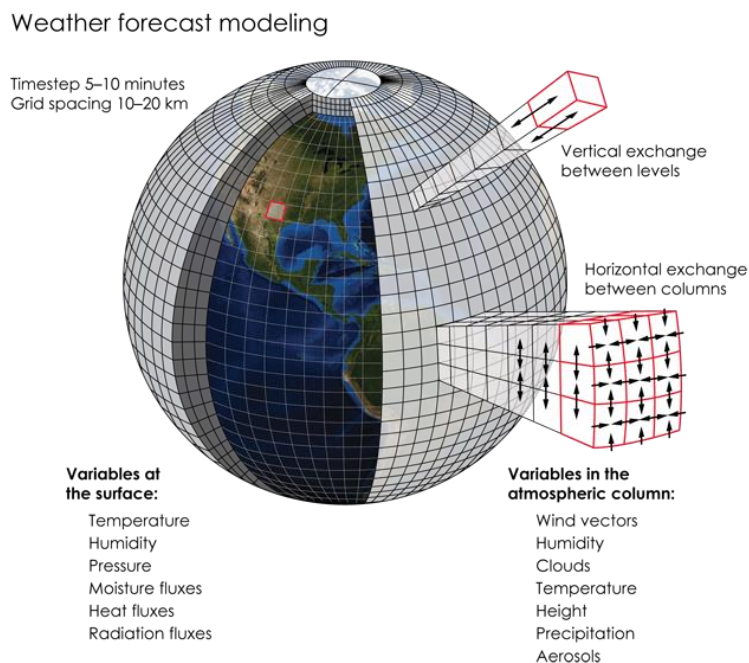 Weather forecast modeling
Timestep 5–10 minutes
Grid spacing 10–20 km
Vertical exchange
between levels
Horizontal exchange
between columns
Variables at
the surface:
Temperature
Humidity
Pressure
Moisture fluxes
Heat fluxes
Radiation fluxes
Variables in the
atmospheric column:
Wind vectors
Humidity
Clouds
Temperature
Height
Precipitation
Aerosols